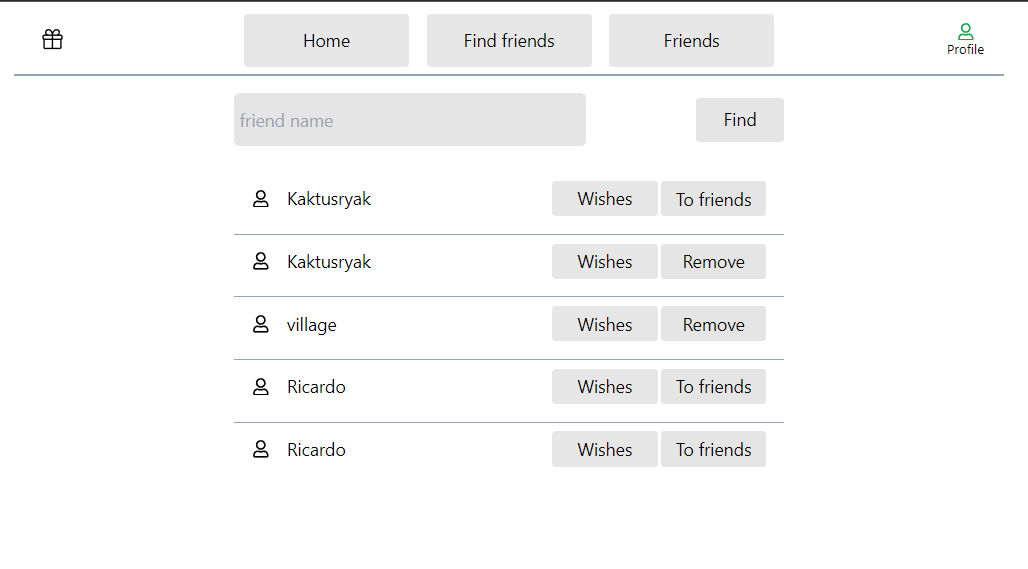 Home Find friends Friends
Profile
friend name Find
Kaktusryak Wishes To friends
Kaktusryak Wishes Remove
village Wishes Remove
Ricardo Wishes To friends
Ricardo Wishes To friends